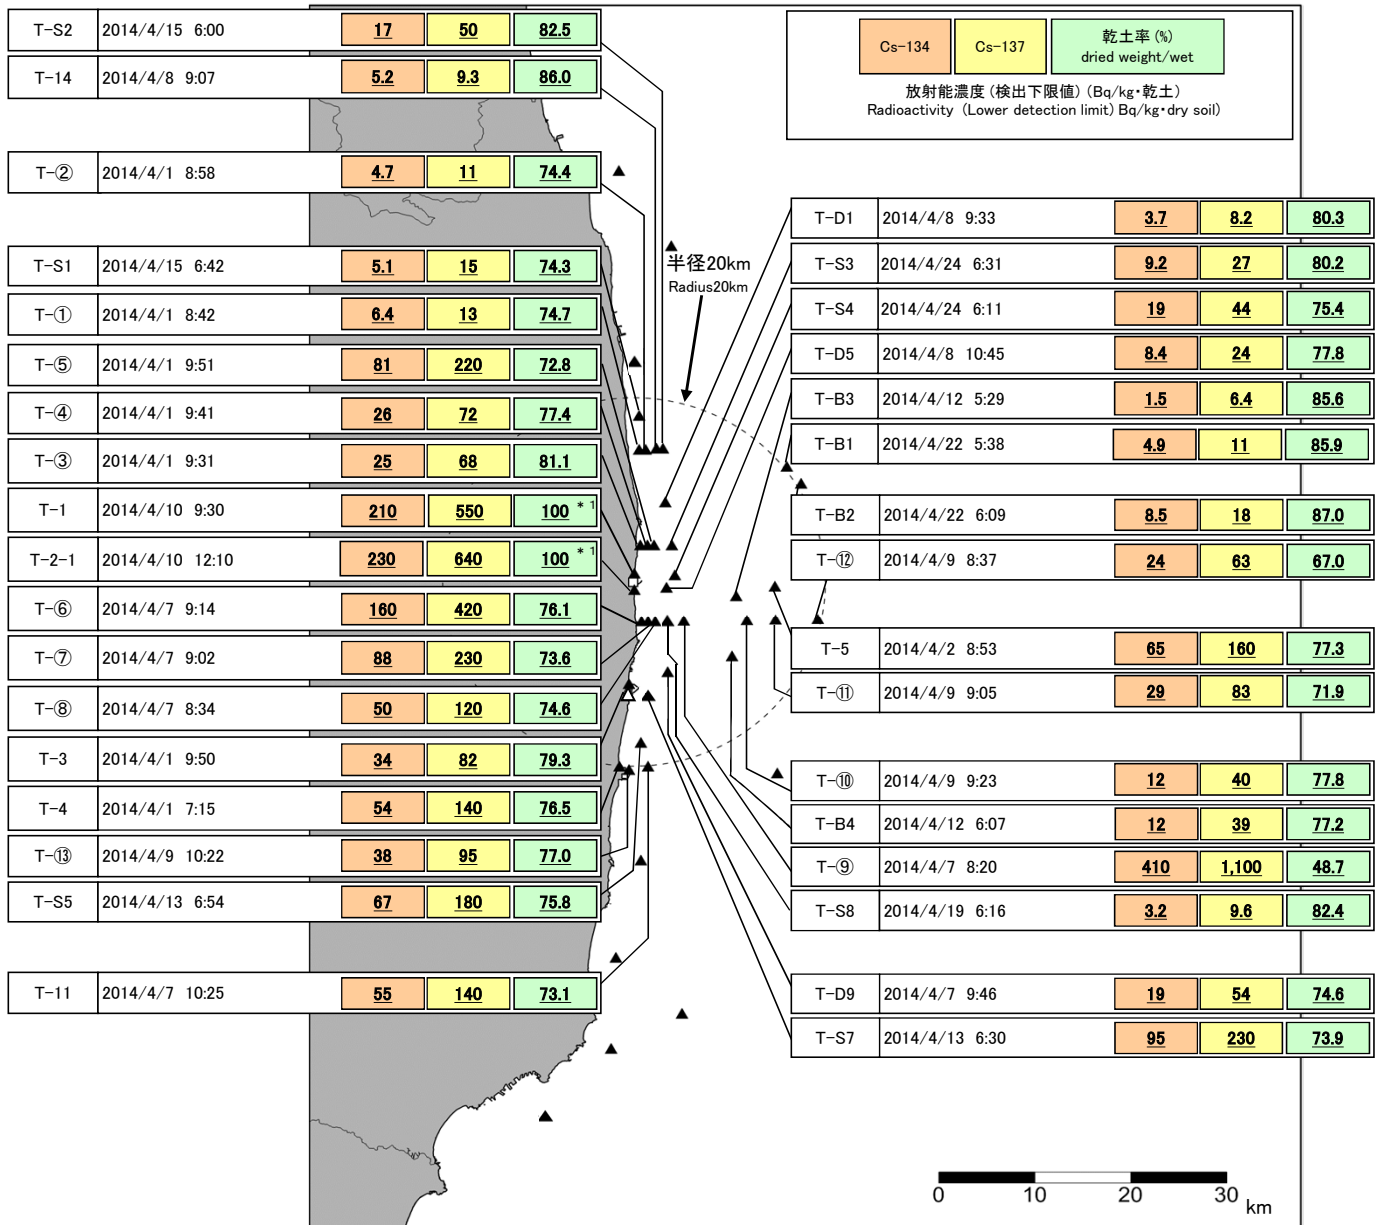 T-S2 2014/4/15 6:00 17 50 82.5
T-14 2014/4/8 9:07 5.2 9.3 86.0
T-② 2014/4/1 8:58 4.7 11 74.4
T-S1 2014/4/15 6:42 5.1 15 74.3
T-① 2014/4/1 8:42 6.4 13 74.7
T-⑤ 2014/4/1 9:51 81 220 72.8
T-④ 2014/4/1 9:41 26 72 77.4
T-③ 2014/4/1 9:31 25 68 81.1
T-1 2014/4/10 9:30 210 550 100 *1
T-2-1 2014/4/10 12:10 230 640 100 *1
T-⑥ 2014/4/7 9:14 160 420 76.1
T-⑦ 2014/4/7 9:02 88 230 73.6
T-⑧ 2014/4/7 8:34 50 120 74.6
T-3 2014/4/1 9:50 34 82 79.3
T-4 2014/4/1 7:15 54 140 76.5
T-⑬ 2014/4/9 10:22 38 95 77.0
T-S5 2014/4/13 6:54 67 180 75.8
T-11 2014/4/7 10:25 55 140 73.1
半径20km
Radius20km
Cs-134 Cs-137 乾土率(%)
dried weight/wet
放射能濃度(検出下限値)(Bq/kg・乾土)
Radioactivity (Lower detection limit) Bq/kg・dry soil)
T-D1 2014/4/8 9:33 3.7 8.2 80.3
T-S3 2014/4/24 6:31 9.2 27 80.2
T-S4 2014/4/24 6:11 19 44 75.4
T-D5 2014/4/8 10:45 8.4 24 77.8
T-B3 2014/4/12 5:29 1.5 6.4 85.6
T-B1 2014/4/22 5:38 4.9 11 85.9
T-B2 2014/4/22 6:09 8.5 18 87.0
T-⑫ 2014/4/9 8:37 24 63 67.0
T-5 2014/4/2 8:53 65 160 77.3
T-⑪ 2014/4/9 9:05 29 83 71.9
T-⑩ 2014/4/9 9:23 12 40 77.8
T-B4 2014/4/12 6:07 12 39 77.2
T-⑨ 2014/4/7 8:20 410 1,100 48.7
T-S8 2014/4/19 6:16 3.2 9.6 82.4
T-D9 2014/4/7 9:46 19 54 74.6
T-S7 2014/4/13 6:30 95 230 73.9
0 10 20 30 km